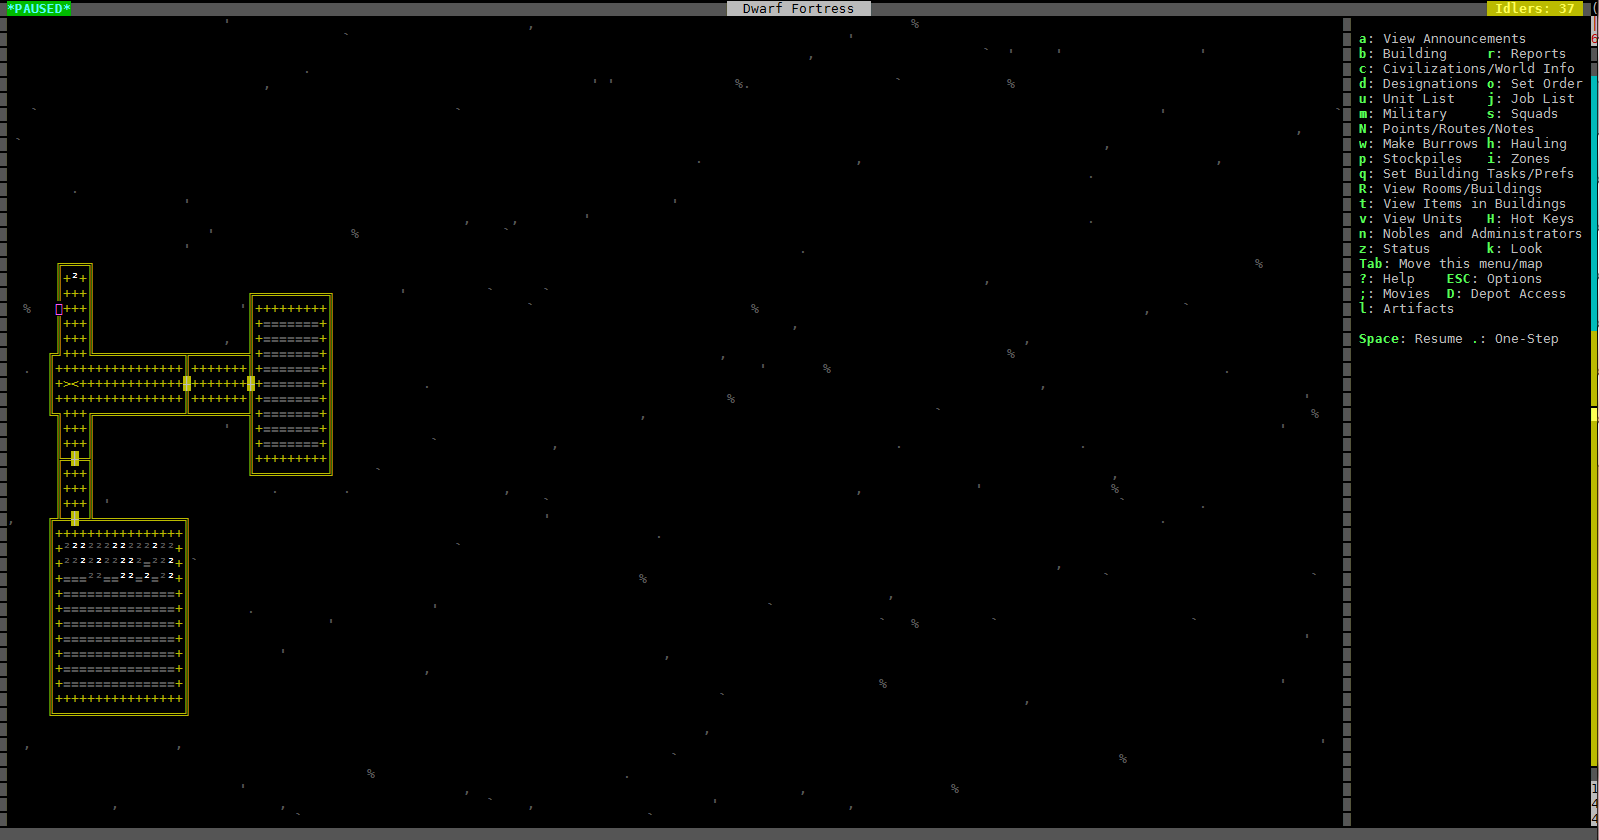 *PAUSED* Dwarf Fortress Idlers: 37
a: View Announcements
b: Building r: Reports
c: Civilizations/World Info
d: Designations o: Set Order
u: Unit List j: Job List
m: Military s: Squads
N: Points/Routes/Notes
w: Make Burrows h: Hauling
p: Stockpiles i: Zones
q: Set Building Tasks/Prefs
R: View Rooms/Buildings
t: View Items in Buildings
v: View Units H: Hot Keys
n: Nobles and Administrators
z: Status k: Look
Tab: Move this menu/map
?: Help ESC: Options
;: Movies D: Depot Access
l: Artifacts
Space: Resume .: One-Step